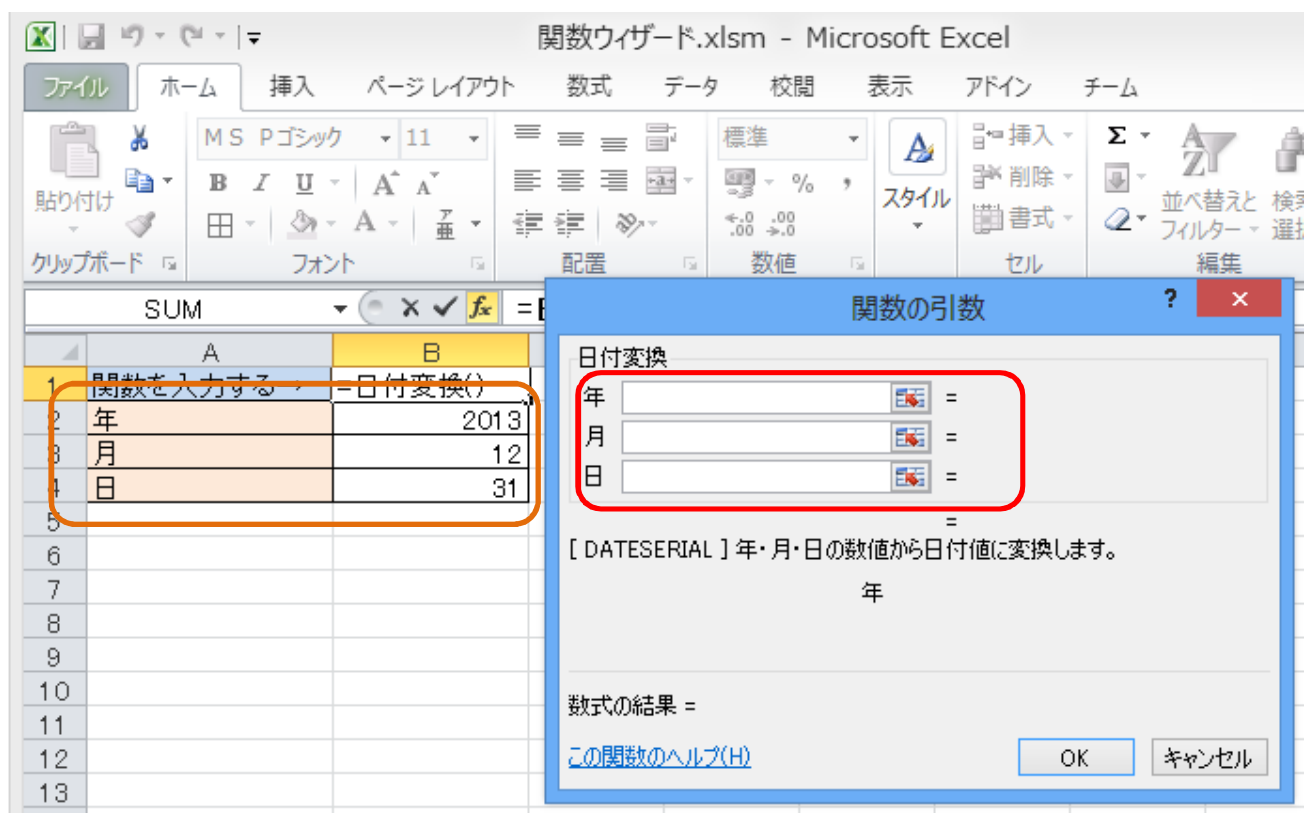 関数ウィザード.xlsm - Microsoft Excel
ファイル ホーム 挿入 ページ レイアウト 数式 データ 校閲 表示 アドイン チーム
貼り付け
クリップボード
MS Pゴシック 11
B I U A A
A ア亜
フォント
配置
標準
% ,
.0 .00
.00 .0
数値
A
スタイル
挿入
削除
書式
セル
Σ
A
Z
並べ替えと
フィルター
編集
SUM fx =
A B
1 関数を入力する→ =日付変換()
2 年 2013
3 月 12
4 日 31
5
6
7
8
9
10
11
12
13
関数の引数 ? ×
日付変換
年 =
月 =
日 =
=
[ DATESERIAL ] 年・月・日の数値から日付値に変換します。
年
数式の結果 =
この関数のヘルプ(H)
OK キャンセル